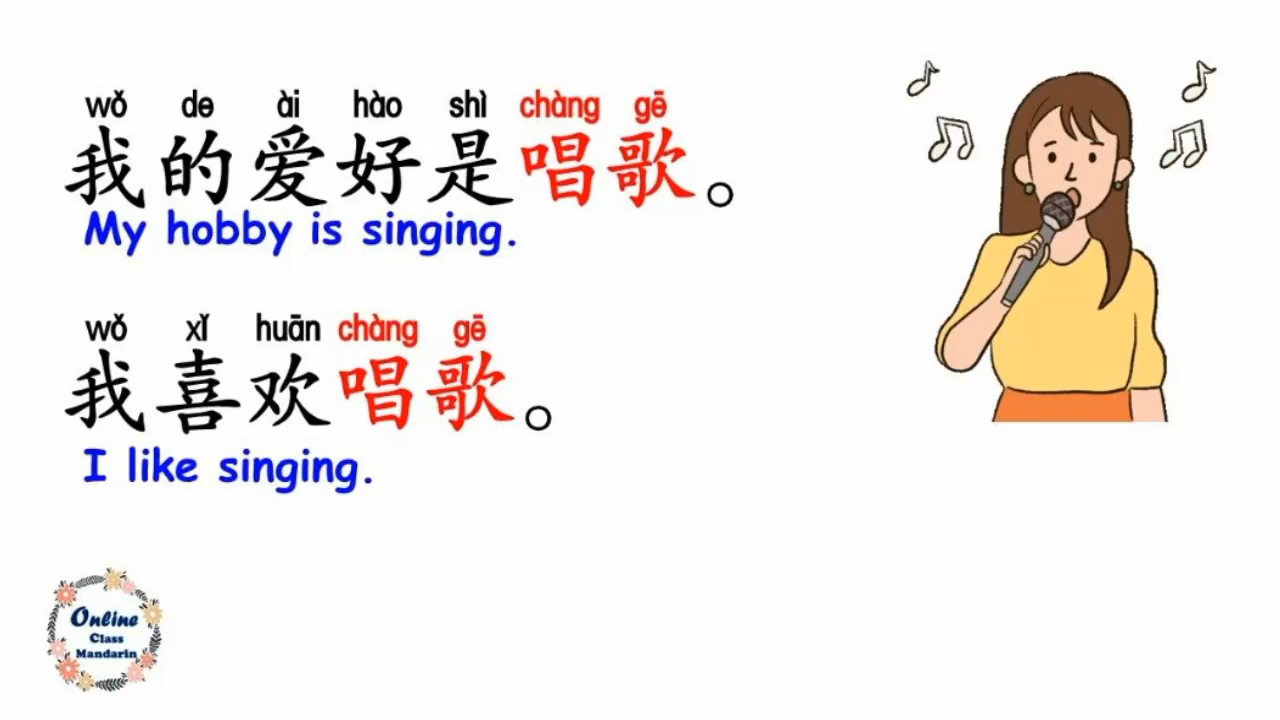 wǒ de ài hào shì chàng gē
我的爱好是唱歌。
My hobby is singing.
wǒ xǐ huān chàng gē
我喜欢唱歌。
I like singing.
Online
Class
Mandarin